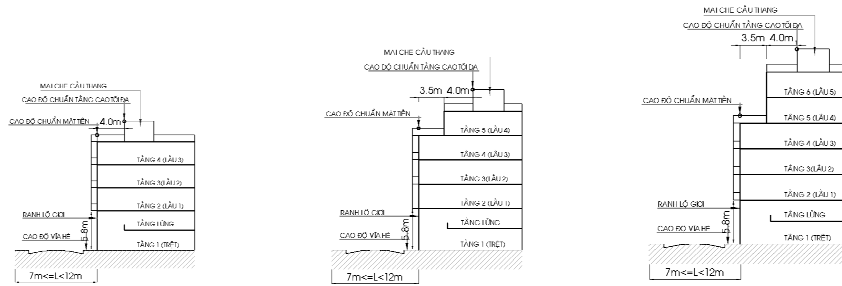 MAI CHE CẦU THANG
CAO ĐỘ CHUẨN TẦNG CAO TỐI ĐA
CAO ĐỘ CHUẨN MẶT TIỀN
4.0m
TẦNG 4 (LẦU 3)
TẦNG 3(LẦU 2)
TẦNG 2 (LẦU 1)
RANH LỘ GIỚI
TẦNG LỬNG
5.8m
CAO ĐỘ VỈA HÈ
TẦNG 1 (TRỆT)
7m<=L<12m
MAI CHE CẦU THANG
CAO ĐỘ CHUẨN TẦNG CAO TỐI ĐA
3.5m 4.0m
CAO ĐỘ CHUẨN MẶT TIỀN
TẦNG 5 (LẦU 4)
TẦNG 4 (LẦU 3)
TẦNG 3(LẦU 2)
TẦNG 2 (LẦU 1)
RANH LỘ GIỚI
TẦNG LỬNG
5.8m
CAO ĐỘ VỈA HÈ
TẦNG 1 (TRỆT)
7m<=L<12m
MAI CHE CẦU THANG
CAO ĐỘ CHUẨN TẦNG CAO TỐI ĐA
3.5m 4.0m
TẦNG 6 (LẦU 5)
CAO ĐỘ CHUẨN MẶT TIỀN
TẦNG 5 (LẦU 4)
TẦNG 4 (LẦU 3)
TẦNG 3 (LẦU 2)
TẦNG 2 (LẦU 1)
RANH LỘ GIỚI
TẦNG LỬNG
5.8m
CAO ĐỘ VỈA HÈ
TẦNG 1 (TRỆT)
7m<=L<12m